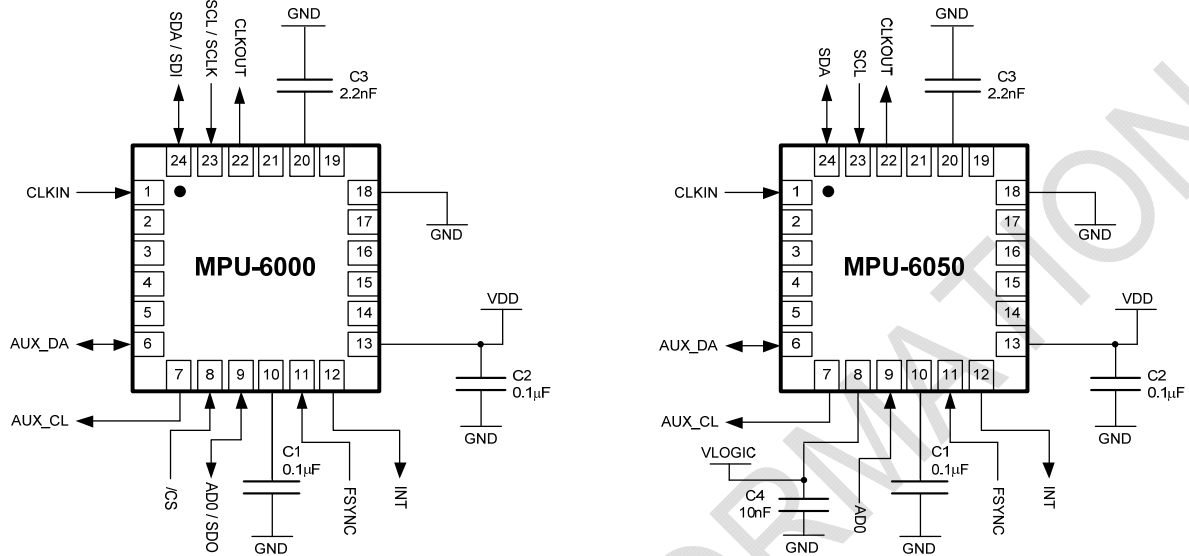 GND
SDA / SDI
SCL / SCLK
CLKOUT
C3
2.2nF
24 23 22 21 20 19
CLKIN
1
2
3
4
5
6
18
17
16
15
14
13
MPU-6000
GND
VDD
AUX_DA
C2
0.1µF
GND
7 8 9 10 11 12
AUX_CL
/CS
AD0 / SDO
C1
0.1µF
GND
FSYNC
INT
GND
SDA
SCL
CLKOUT
C3
2.2nF
24 23 22 21 20 19
CLKIN
1
2
3
4
5
6
18
17
16
15
14
13
MPU-6050
GND
VDD
AUX_DA
C2
0.1µF
GND
7 8 9 10 11 12
AUX_CL
VLOGIC
C4
10nF
GND
AD0
C1
0.1µF
GND
FSYNC
INT
ORMATION